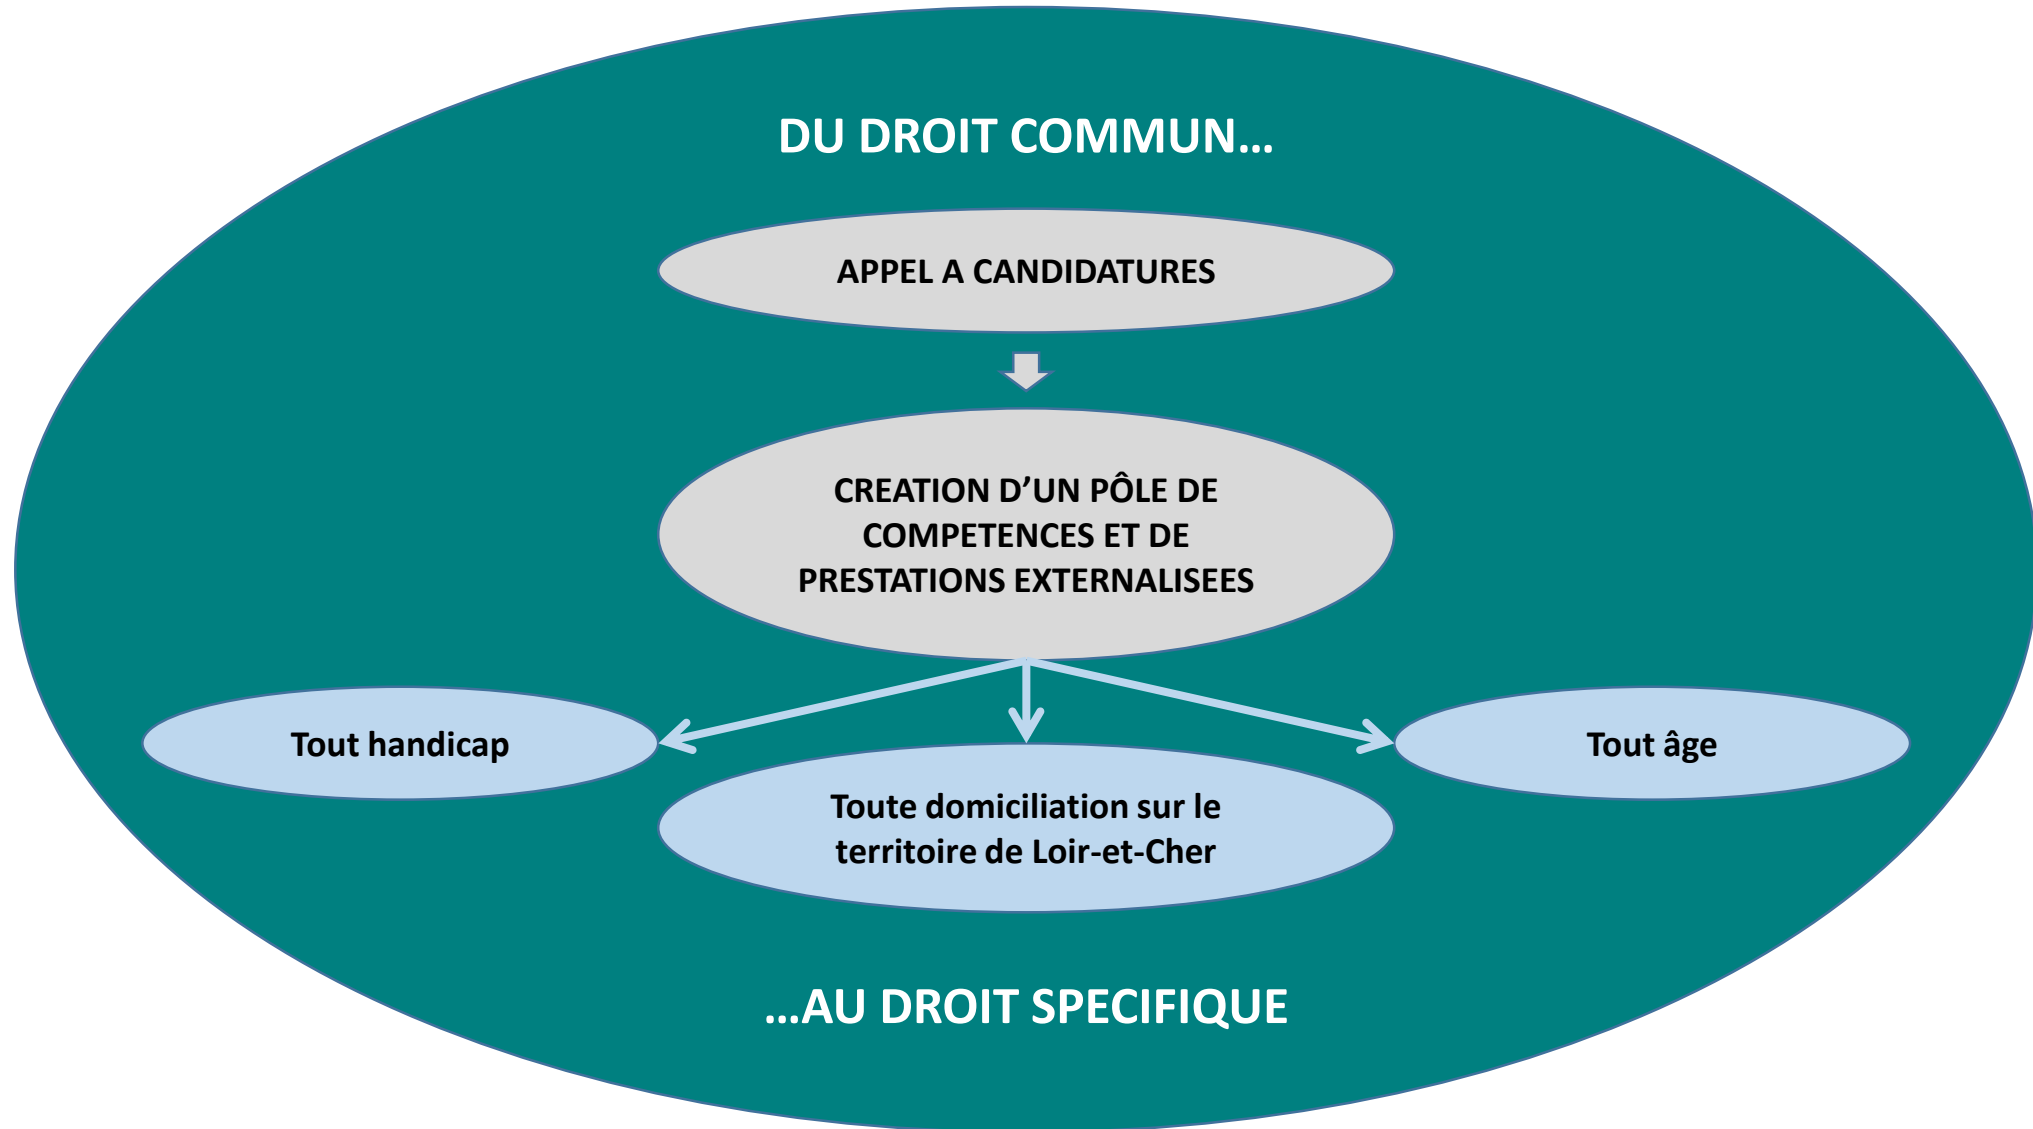 DU DROIT COMMUN…
APPEL A CANDIDATURES
CREATION D’UN PÔLE DE
COMPETENCES ET DE
PRESTATIONS EXTERNALISEES
Tout handicap
Toute domiciliation sur le
territoire de Loir-et-Cher
Tout âge
…AU DROIT SPECIFIQUE